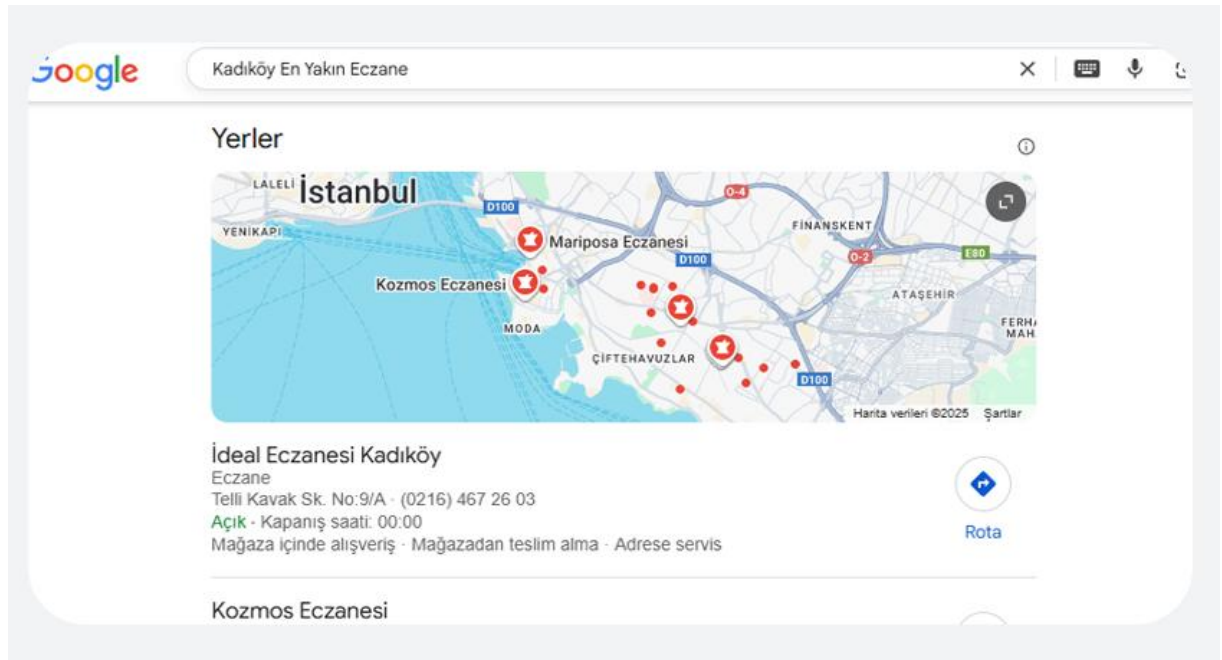 Google
Kadıköy En Yakın Eczane
Yerler
LALELİ
İstanbul
YENİKAPI
D100
O-4
FİNANSKENT
Mariposa Eczanesi
D100
O-2
E80
Kozmos Eczanesi
ATAŞEHİR
MODA
FERHA
MAH
ÇİFTEHAVUZLAR
D100
Harita verileri ©2025 Şartlar
İdeal Eczanesi Kadıköy
Eczane
Telli Kavak Sk. No:9/A · (0216) 467 26 03
Açık · Kapanış saati: 00:00
Mağaza içinde alışveriş · Mağazadan teslim alma · Adrese servis
Rota
Kozmos Eczanesi